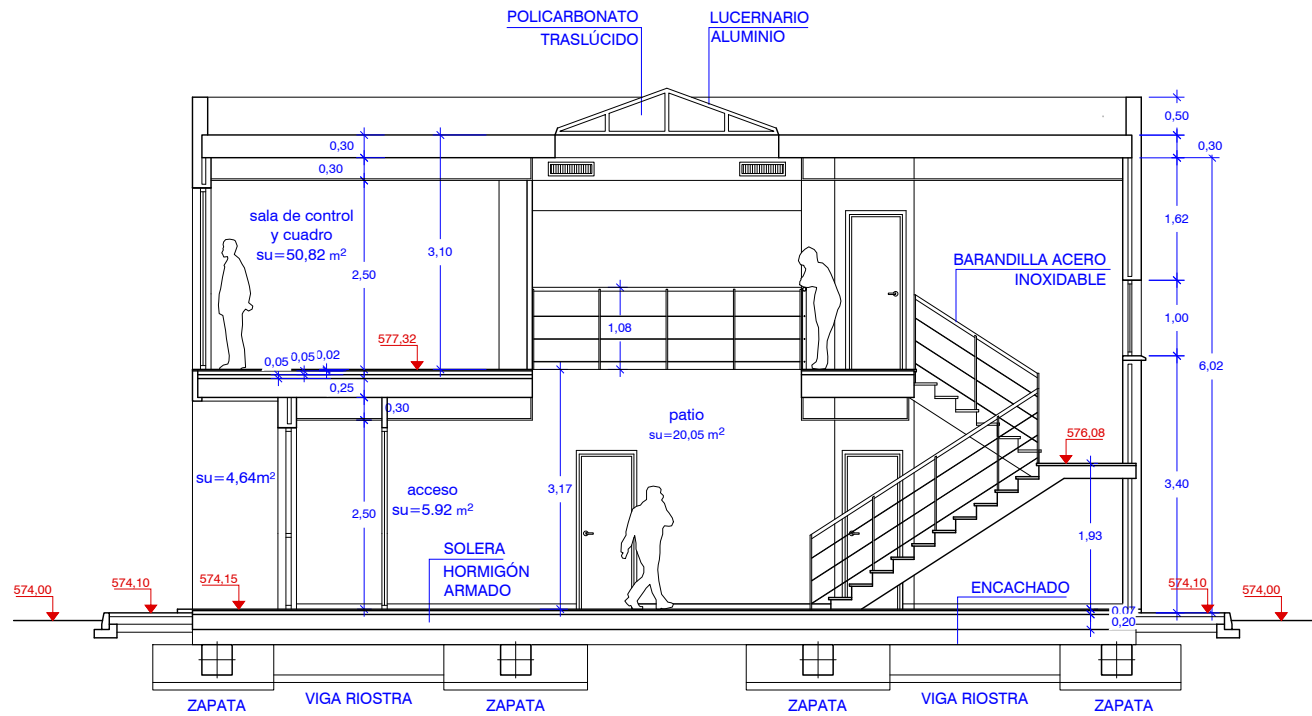 POLICARBONATO
TRASLÚCIDO
LUCERNARIO
ALUMINIO
0,50
0,30
0,30
0,30
sala de control
y cuadro
su=50,82 m²
3,10
2,50
1,62
BARANDILLA ACERO
INOXIDABLE
1,00
1,08
577,32
0,05
0,05
0,02
6,02
0,25
0,30
patio
su=20,05 m²
576,08
su=4,64m²
acceso
su=5.92 m²
3,17
3,40
2,50
1,93
SOLERA
HORMIGÓN
ARMADO
ENCACHADO
574,00
574,10
574,15
574,10
574,00
0,07
0,20
ZAPATA
VIGA RIOSTRA
ZAPATA
ZAPATA
VIGA RIOSTRA
ZAPATA